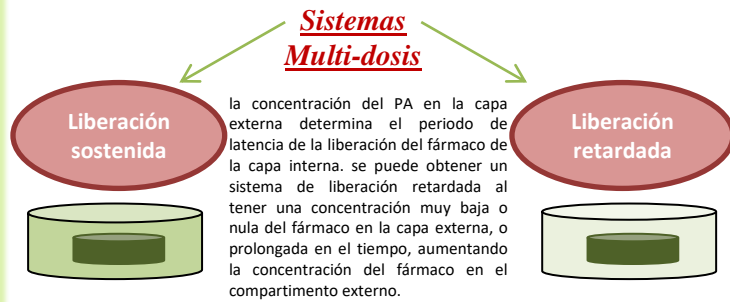 Sistemas
Multi-dosis
Liberación
sostenida
la concentración del PA en la capa
externa determina el periodo de
latencia de la liberación del fármaco de
la capa interna. se puede obtener un
sistema de liberación retardada al
tener una concentración muy baja o
nula del fármaco en la capa externa, o
prolongada en el tiempo, aumentando
la concentración del fármaco en el
compartimento externo.
Liberación
retardada